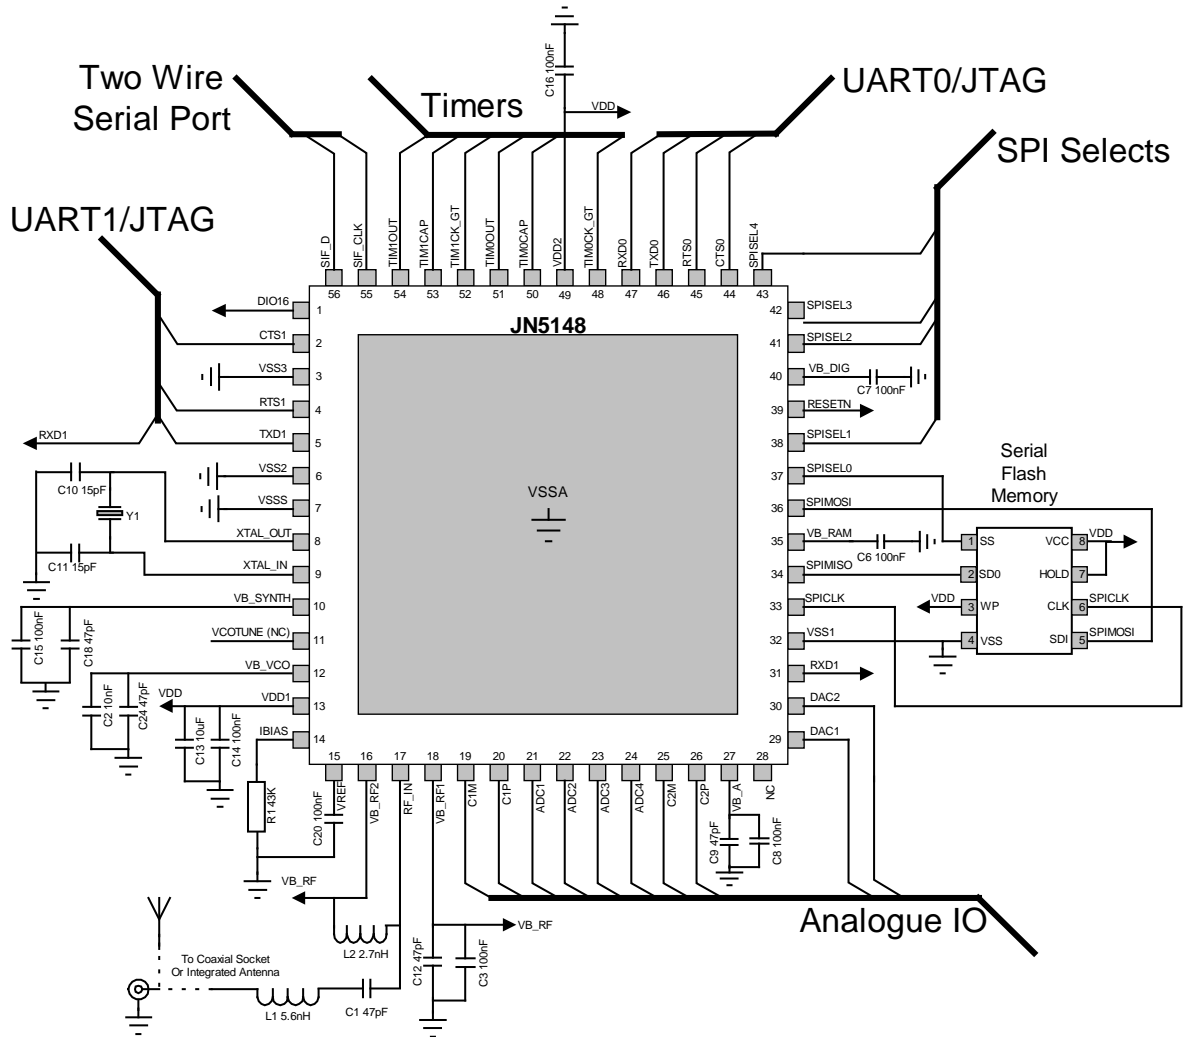 C16 100nF
Two Wire
Serial Port
Timers
VDD
UART0/JTAG
SPI Selects
UART1/JTAG
SIF_D
SIF_CLK
TIM1OUT
TIM1CAP
TIM1CK_GT
TIM0OUT
TIM0CAP
VDD2
TIM0CK_GT
RXD0
TXD0
RTS0
CTS0
SPISEL4
56
55
54
53
52
51
50
49
48
47
46
45
44
43
JN5148
VSSA
DIO16
1
CTS1
2
VSS3
3
RTS1
4
RXD1
TXD1
5
VSS2
6
VSSS
7
XTAL_OUT
8
XTAL_IN
9
VB_SYNTH
10
VCOTUNE (NC)
11
VB_VCO
12
VDD
VDD1
13
IBIAS
14
C10 15pF
Y1
C11 15pF
C15 100nF
C18 47pF
C2 10nF
C24 47pF
C13 10uF
C14 100nF
R1 43K
42
SPISEL3
41
SPISEL2
40
VB_DIG
C7 100nF
39
RESETN
38
SPISEL1
37
SPISEL0
36
SPIMOSI
35
VB_RAM
C6 100nF
34
SPIMISO
33
SPICLK
32
VSS1
31
RXD1
30
DAC2
29
DAC1
Serial
Flash
Memory
1
SS
VCC
8
VDD
2
SD0
HOLD
7
VDD
3
WP
CLK
6
SPICLK
4
VSS
SDI
5
SPIMOSI
15
16
17
18
19
20
21
22
23
24
25
26
27
28
VREF
VB_RF2
RF_IN
VB_RF1
C1M
C1P
ADC1
ADC2
ADC3
ADC4
C2M
C2P
VB_A
NC
C20 100nF
C9 47pF
C8 100nF
VB_RF
L2 2.7nH
VB_RF
Analogue IO
C12 47pF
C3 100nF
To Coaxial Socket
Or Integrated Antenna
L1 5.6nH
C1 47pF